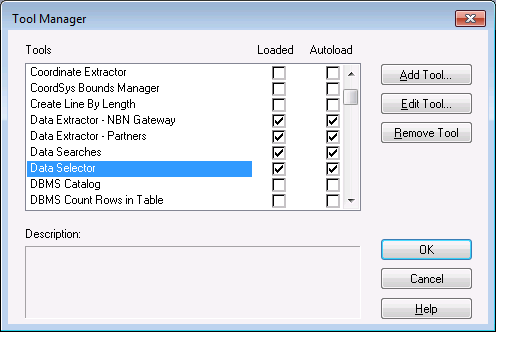 Tool Manager
Tools Loaded Autoload
Coordinate Extractor
CoordSys Bounds Manager
Create Line By Length
Data Extractor - NBN Gateway
Data Extractor - Partners
Data Searches
Data Selector
DBMS Catalog
DBMS Count Rows in Table
Add Tool...
Edit Tool...
Remove Tool
Description:
OK
Cancel
Help